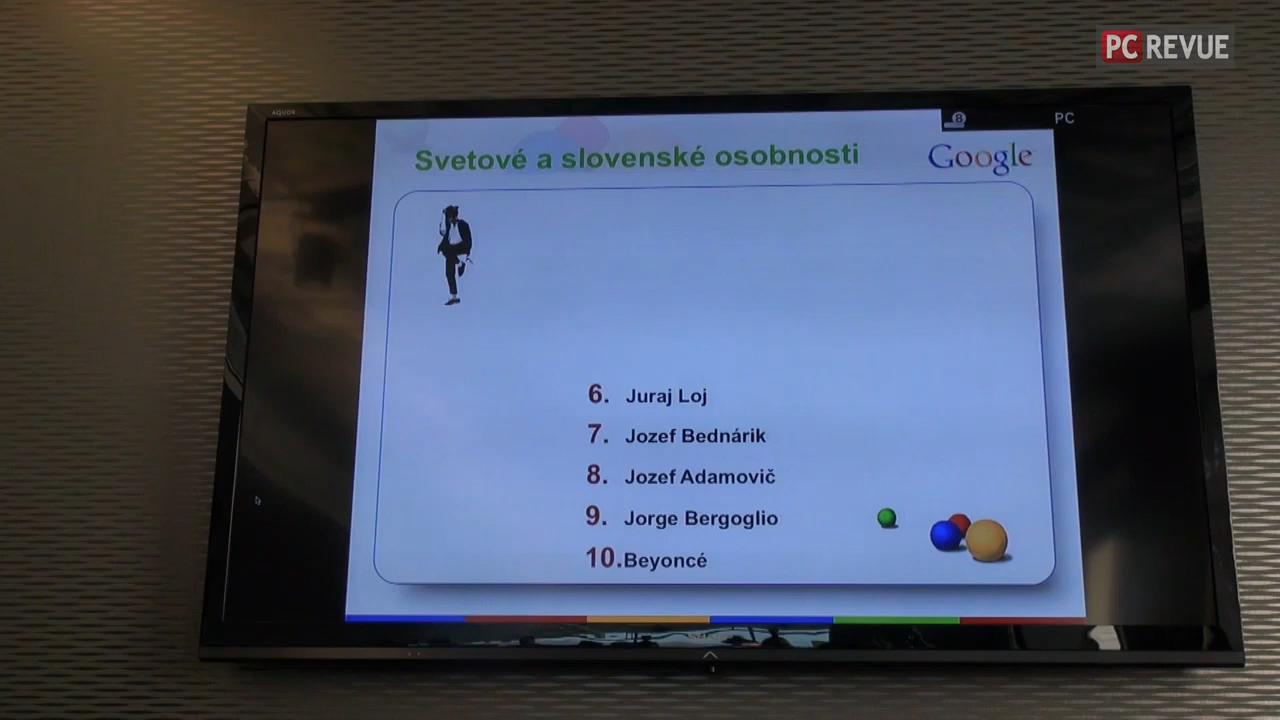 PC REVUE
AQUOS
8
PC
Svetové a slovenské osobnosti
Google
6. Juraj Loj
7. Jozef Bednárik
8. Jozef Adamovič
9. Jorge Bergoglio
10. Beyoncé